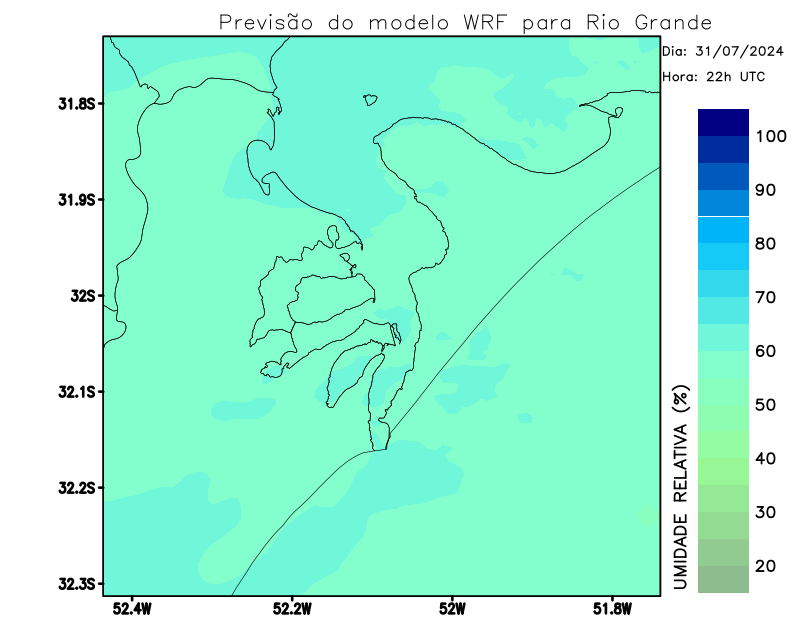 Previsão do modelo WRF para Rio Grande
Dia: 31/07/2024
Hora: 22h UTC
31.8S
31.9S
32S
32.1S
32.2S
32.3S
52.4W
52.2W
52W
51.8W
100
90
80
70
60
50
40
30
20
UMIDADE RELATIVA (%)